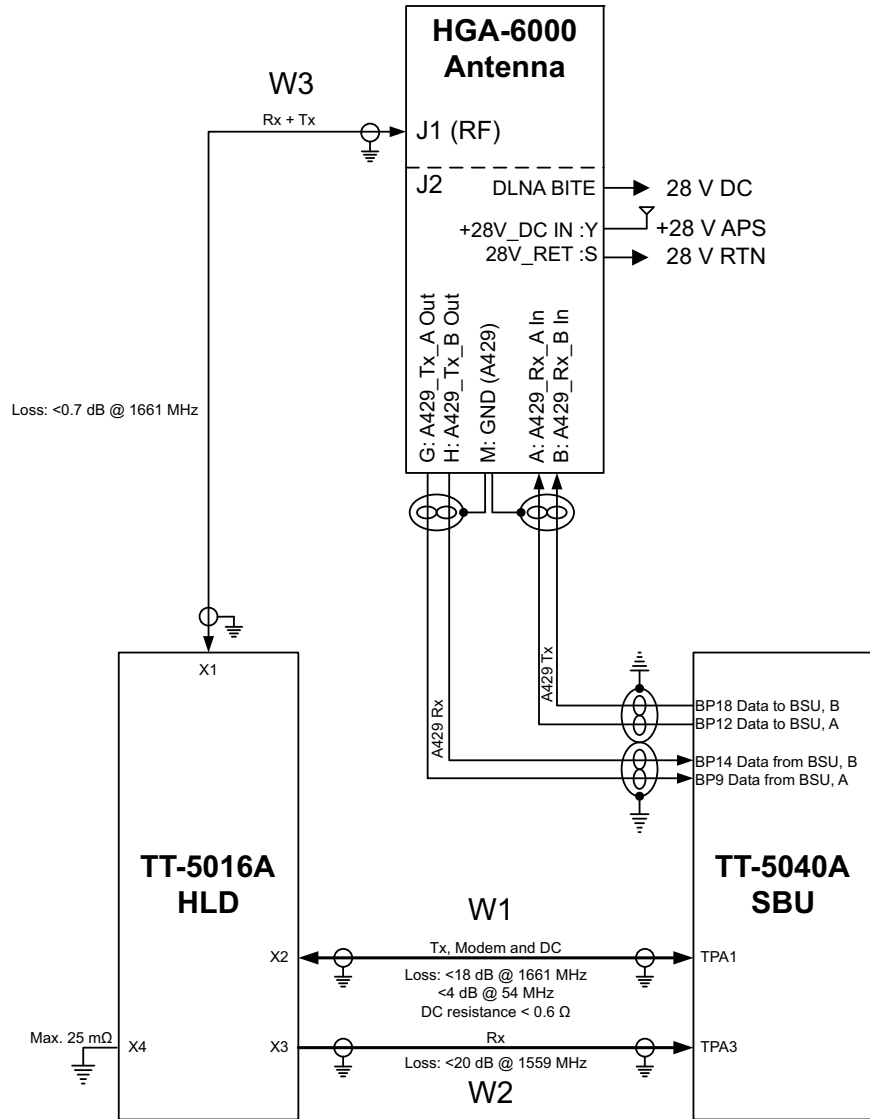 HGA-6000
Antenna
W3
Rx + Tx
J1 (RF)
J2
DLNA BITE
28 V DC
+28V_DC IN :Y
+28 V APS
28V_RET :S
28 V RTN
G: A429_Tx_A Out
H: A429_Tx_B Out
M: GND (A429)
A: A429_Rx_A In
B: A429_Rx_B In
Loss: <0.7 dB @ 1661 MHz
X1
A429 Rx
A429 Tx
BP18 Data to BSU, B
BP12 Data to BSU, A
BP14 Data from BSU, B
BP9 Data from BSU, A
TT-5016A
HLD
TT-5040A
SBU
W1
Tx, Modem and DC
X2
TPA1
Loss: <18 dB @ 1661 MHz
<4 dB @ 54 MHz
DC resistance < 0.6 Ω
Max. 25 mΩ
X4
X3
Rx
TPA3
Loss: <20 dB @ 1559 MHz
W2